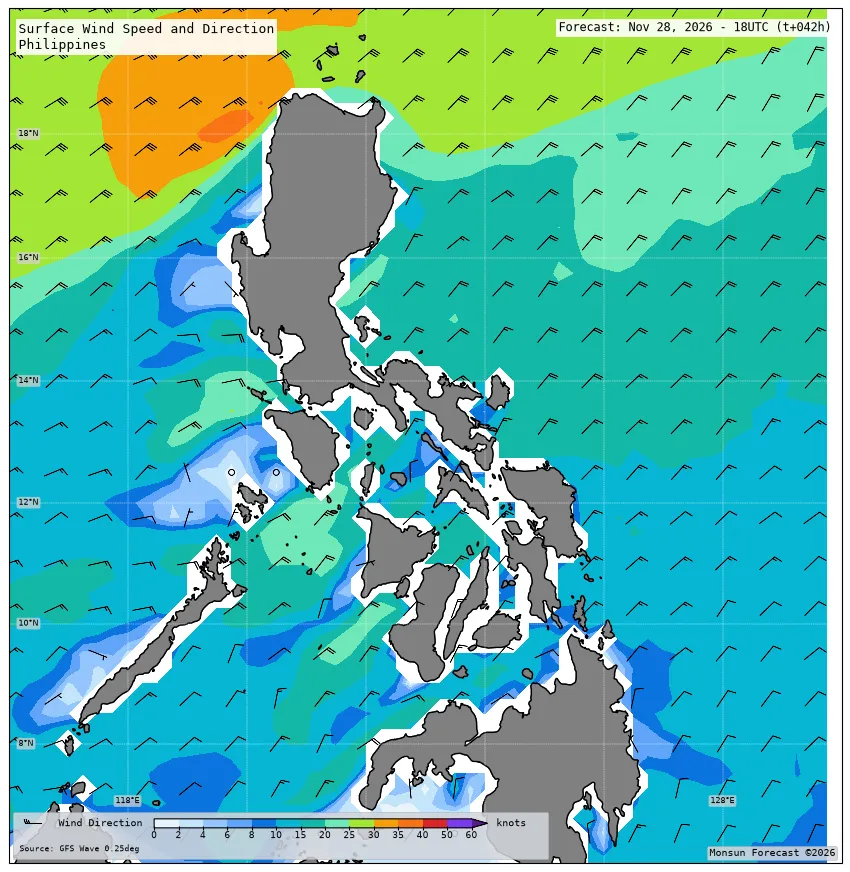 Surface Wind Speed and Direction
Philippines
Forecast: Nov 28, 2026 - 18UTC (t+042h)
18°N
16°N
14°N
12°N
10°N
8°N
118°E
128°E
Wind Direction
knots
0 2 4 6 8 10 15 20 25 30 35 40 50 60
Source: GFS Wave 0.25deg
Monsun Forecast ©2026